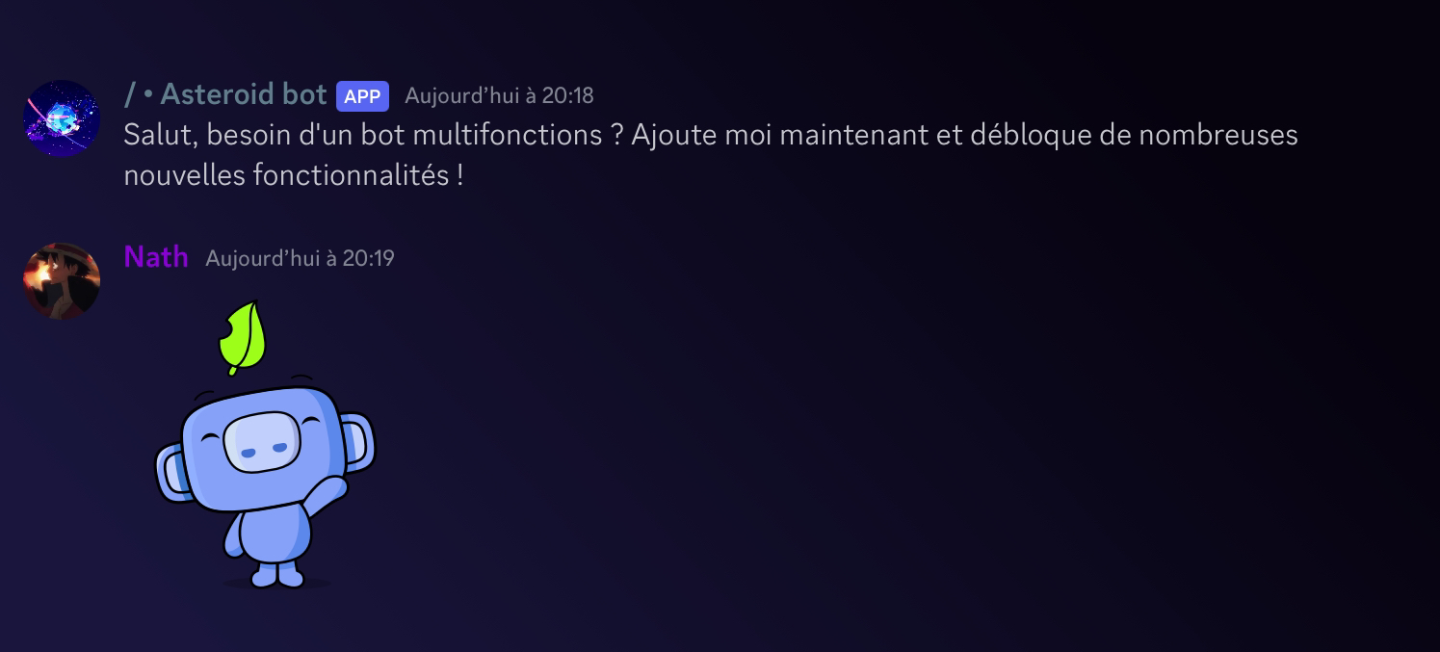 / • Asteroid bot APP Aujourd’hui à 20:18
Salut, besoin d'un bot multifonctions ? Ajoute moi maintenant et débloque de nombreuses
nouvelles fonctionnalités !
Nath Aujourd’hui à 20:19